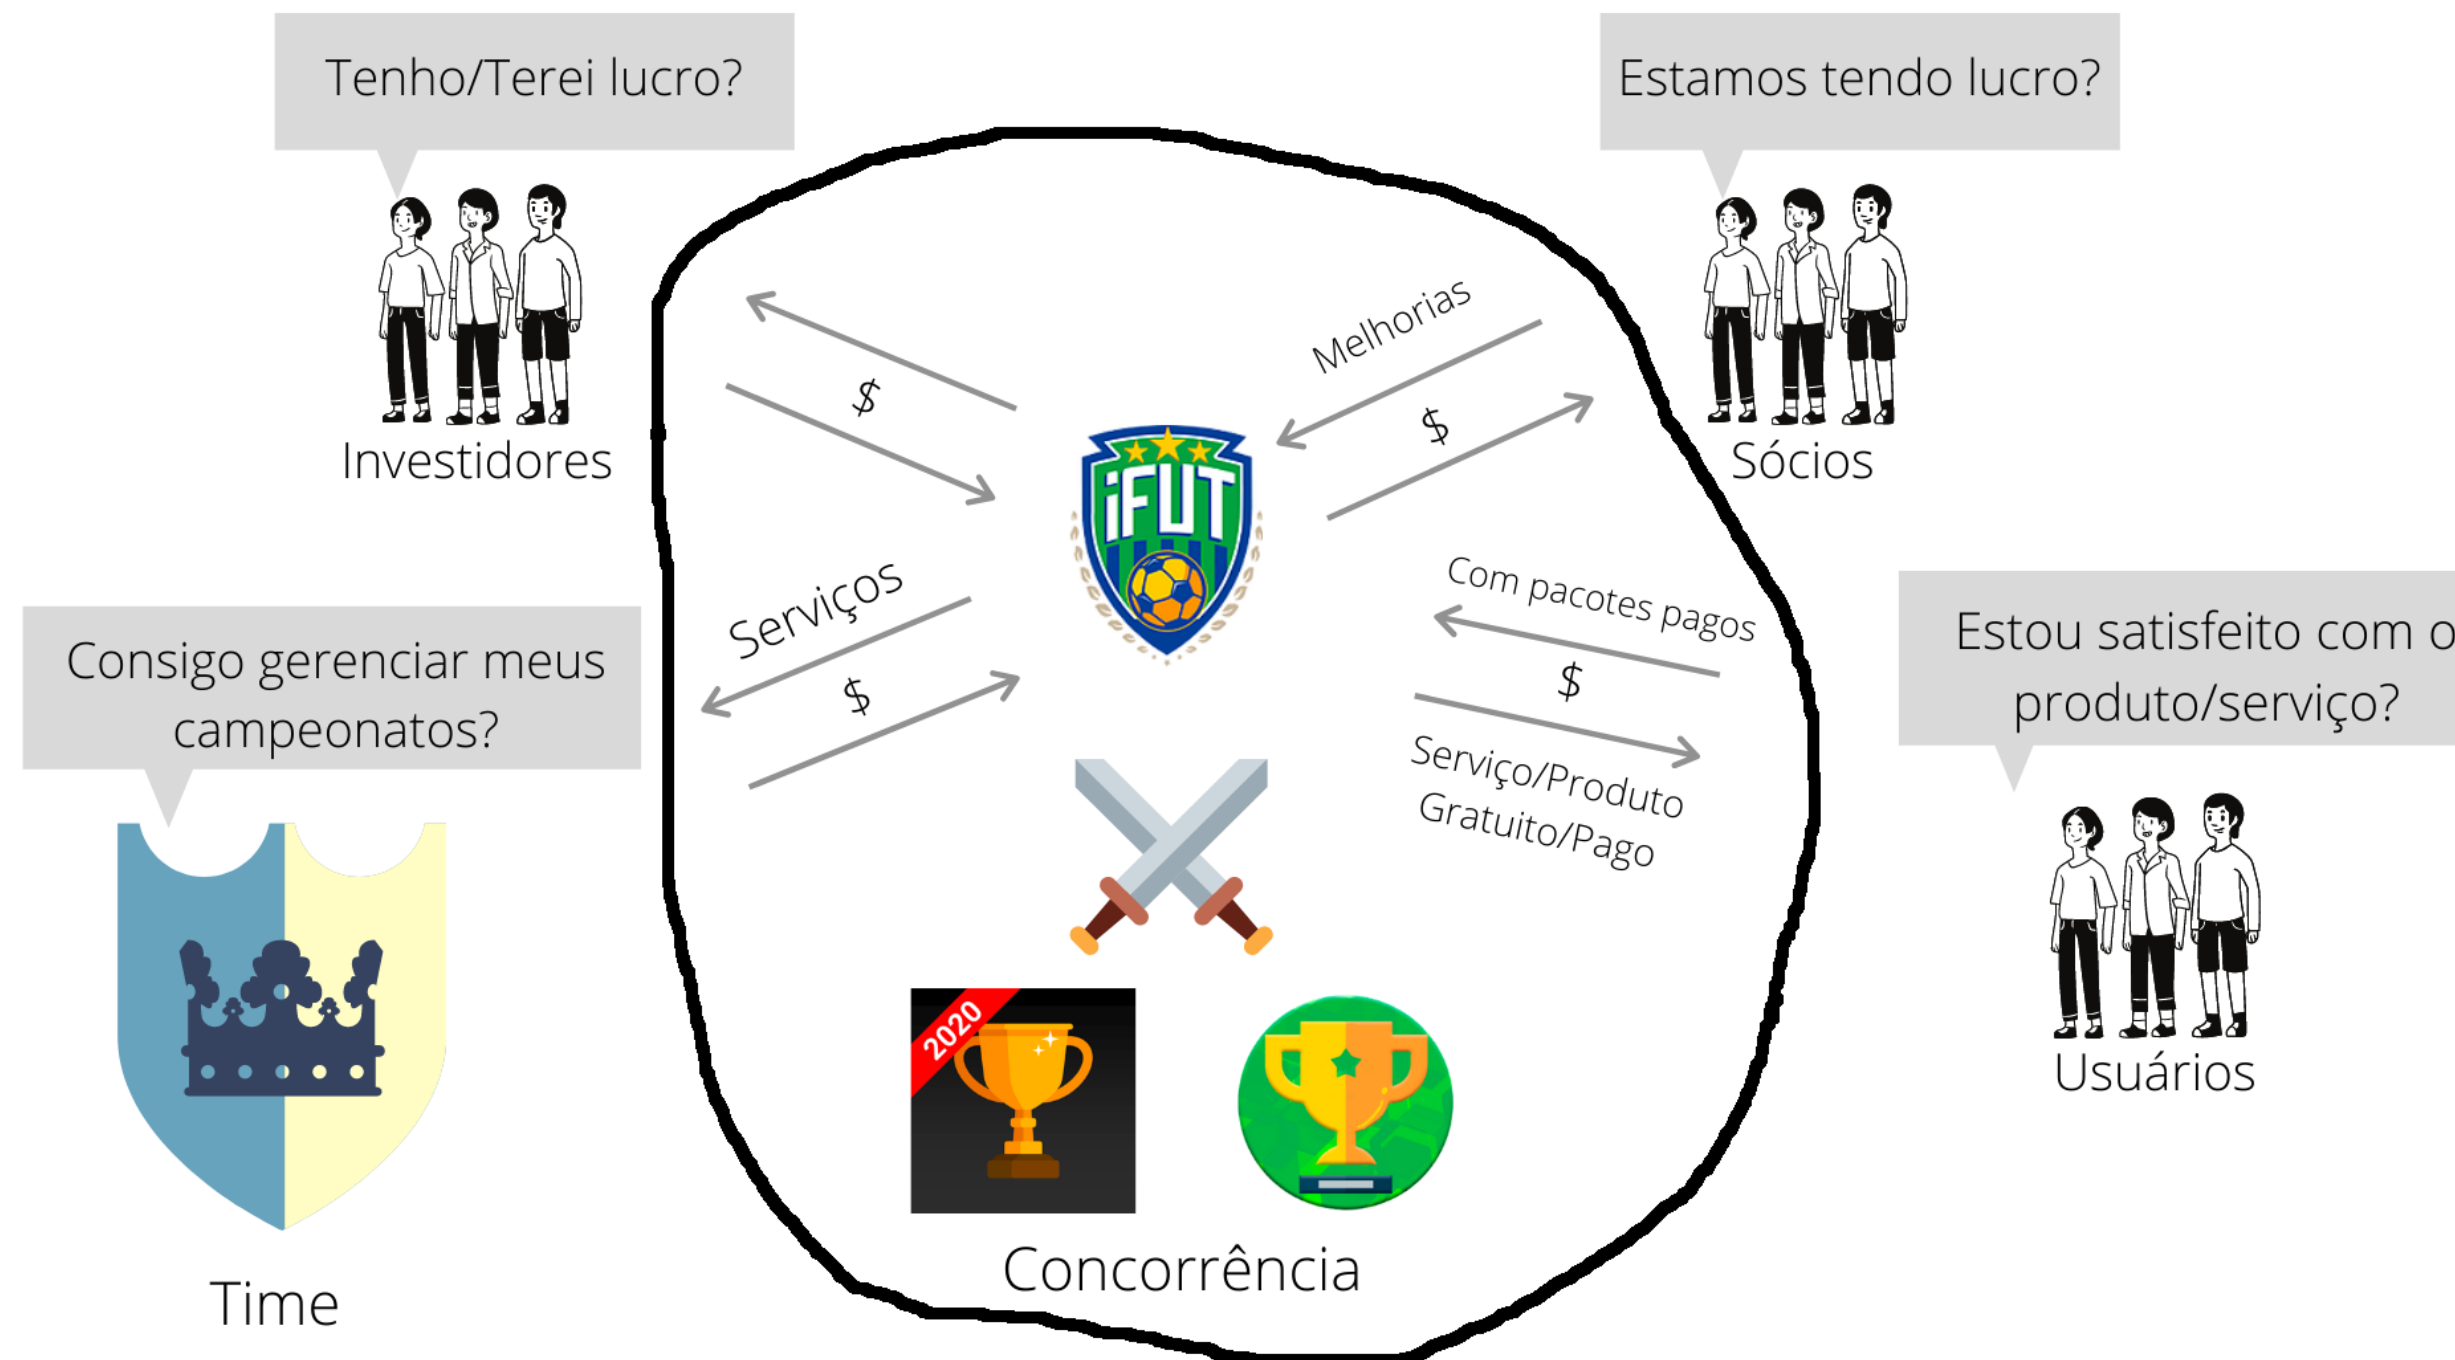 Tenho/Terei lucro?
Estamos tendo lucro?
Investidores
Sócios
$
Melhorias
$
iFUT
Consigo gerenciar meus
campeonatos?
Serviços
$
Com pacotes pagos
$
Serviço/Produto
Gratuito/Pago
Estou satisfeito com o
produto/serviço?
Usuários
2020
Concorrência
Time